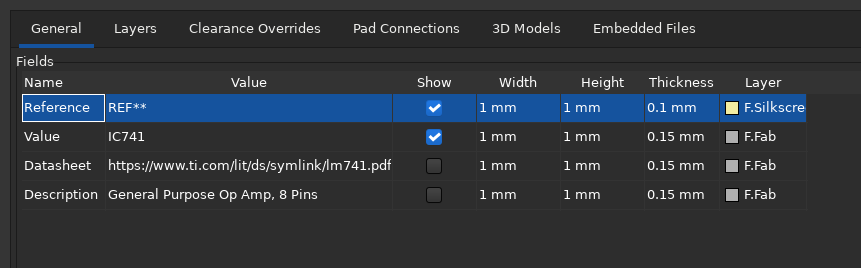 General Layers Clearance Overrides Pad Connections 3D Models Embedded Files
Fields
Name Value Show Width Height Thickness Layer
Reference REF** 1 mm 1 mm 0.1 mm F.Silkscre
Value IC741 1 mm 1 mm 0.15 mm F.Fab
Datasheet https://www.ti.com/lit/ds/symlink/lm741.pdf 1 mm 1 mm 0.15 mm F.Fab
Description General Purpose Op Amp, 8 Pins 1 mm 1 mm 0.15 mm F.Fab